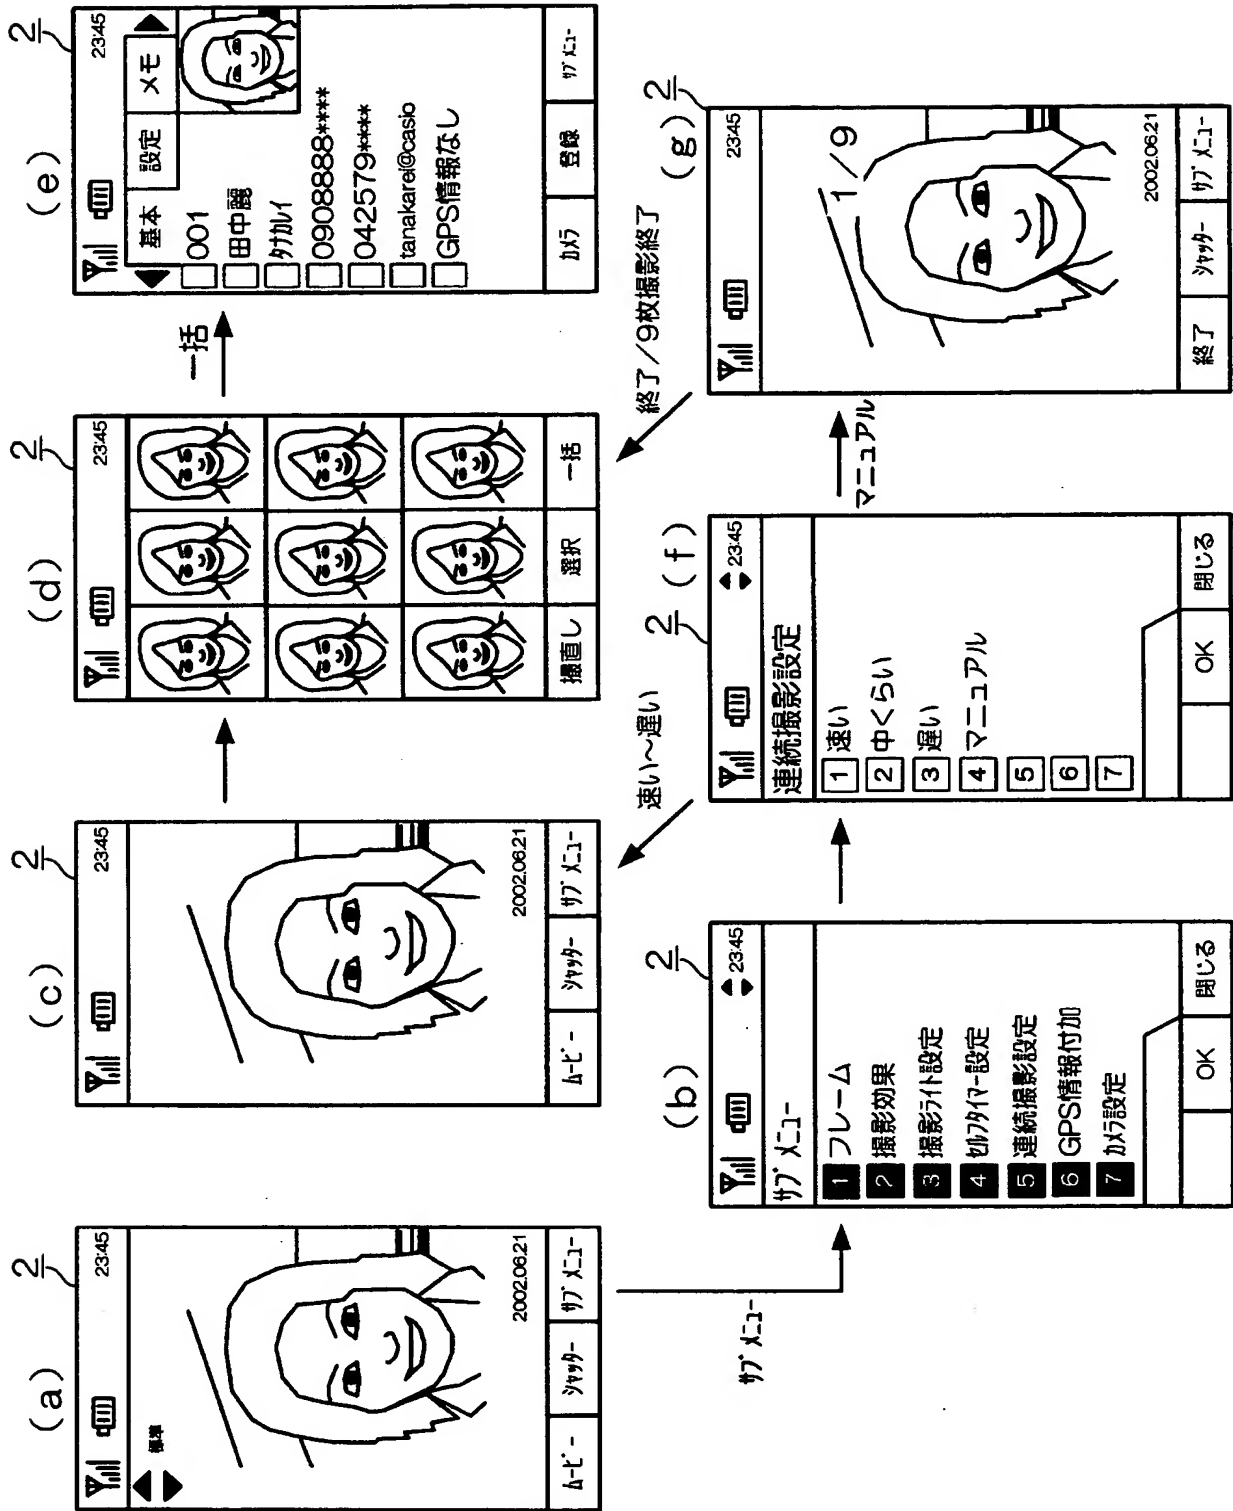 (a)
2
23:45
標準
2002.06.21
ムービー シャッター サブメニュー
サブメニュー
(b)
2
23:45
サブメニュー
1 フレーム
2 撮影効果
3 撮影ライト設定
4 セルフタイマー設定
5 連続撮影設定
6 GPS情報付加
7 カメラ設定
OK 閉じる
(c)
2
23:45
2002.06.21
ムービー シャッター サブメニュー
(d)
2
23:45
撮直し 選択 一括
一括
(e)
2
23:45
基本 設定 メモ
001
田中麗
タナカレイ
0908888****
042579****
tanakarei@casio
GPS情報なし
カメラ 登録 サブメニュー
(f)
2
23:45
連続撮影設定
1 速い
2 中くらい
3 遅い
4 マニュアル
5
6
7
OK 閉じる
速い～遅い
マニュアル
(g)
2
23:45
1/9
2002.06.21
終了 シャッター サブメニュー
終了/9枚撮影終了